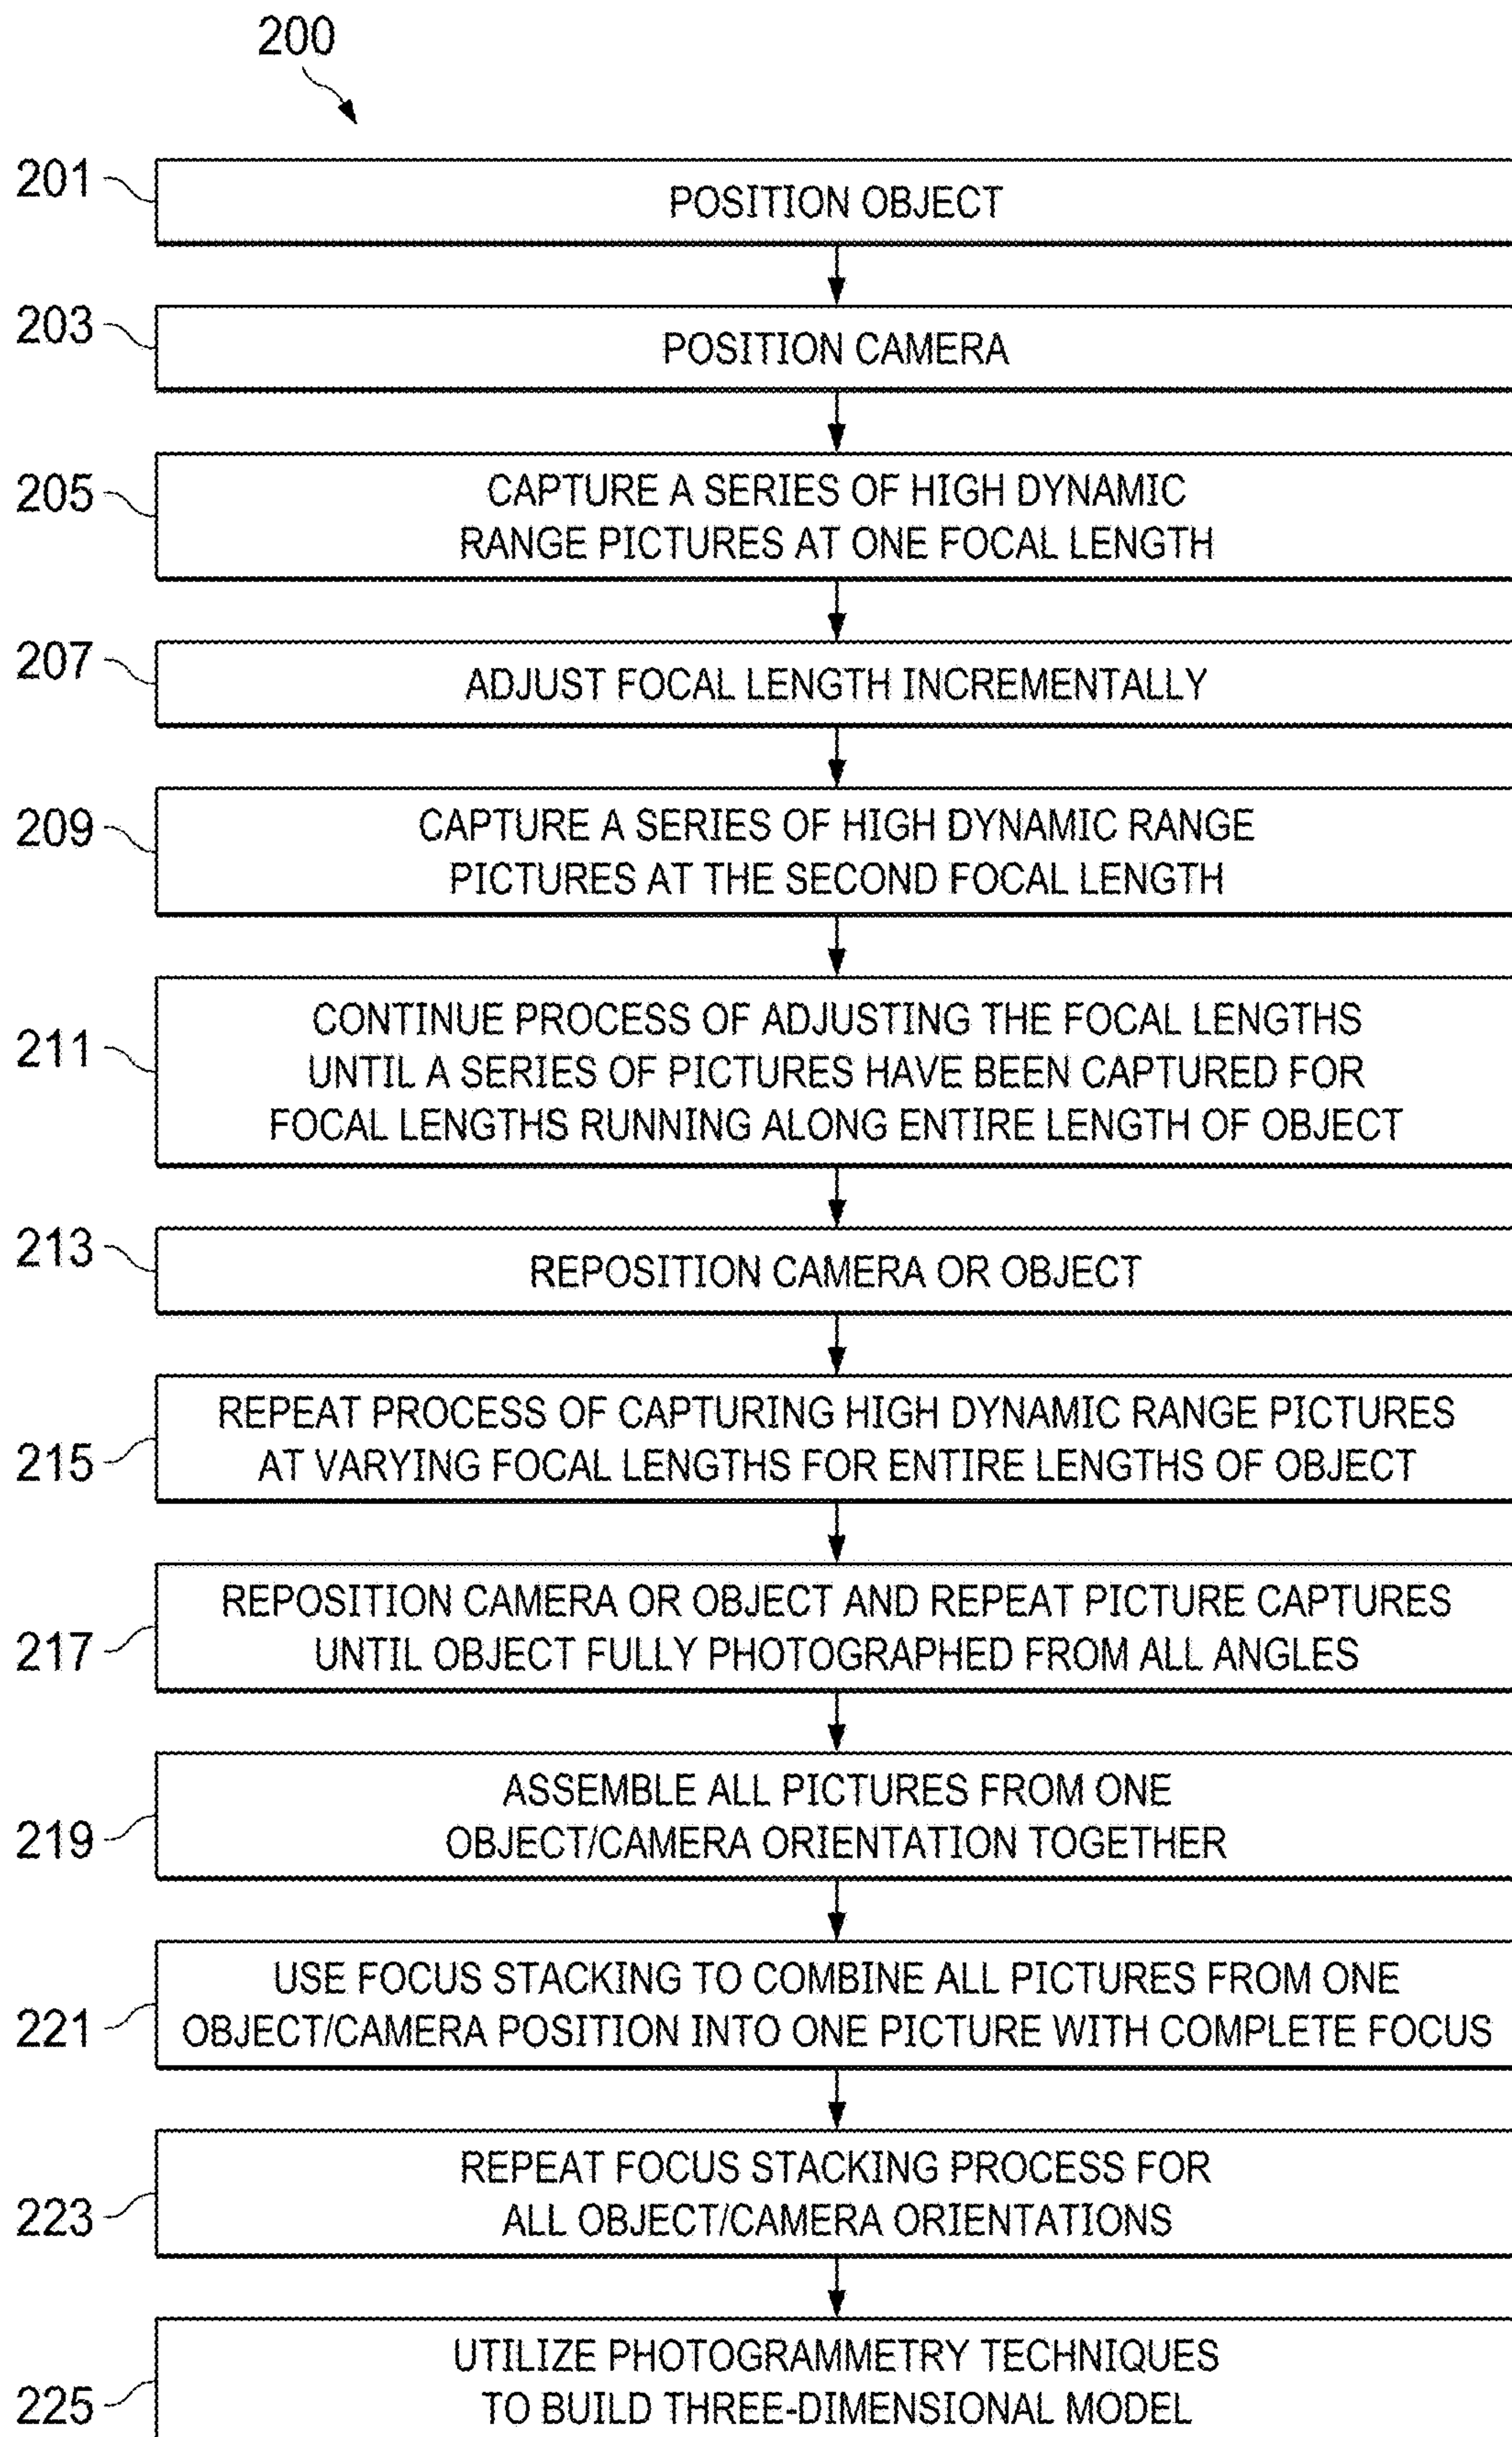 200
201
POSITION OBJECT
203
POSITION CAMERA
205
CAPTURE A SERIES OF HIGH DYNAMIC
RANGE PICTURES AT ONE FOCAL LENGTH
207
ADJUST FOCAL LENGTH INCREMENTALLY
209
CAPTURE A SERIES OF HIGH DYNAMIC RANGE
PICTURES AT THE SECOND FOCAL LENGTH
211
CONTINUE PROCESS OF ADJUSTING THE FOCAL LENGTHS
UNTIL A SERIES OF PICTURES HAVE BEEN CAPTURED FOR
FOCAL LENGTHS RUNNING ALONG ENTIRE LENGTH OF OBJECT
213
REPOSITION CAMERA OR OBJECT
215
REPEAT PROCESS OF CAPTURING HIGH DYNAMIC RANGE PICTURES
AT VARYING FOCAL LENGTHS FOR ENTIRE LENGTHS OF OBJECT
217
REPOSITION CAMERA OR OBJECT AND REPEAT PICTURE CAPTURES
UNTIL OBJECT FULLY PHOTOGRAPHED FROM ALL ANGLES
219
ASSEMBLE ALL PICTURES FROM ONE
OBJECT/CAMERA ORIENTATION TOGETHER
221
USE FOCUS STACKING TO COMBINE ALL PICTURES FROM ONE
OBJECT/CAMERA POSITION INTO ONE PICTURE WITH COMPLETE FOCUS
223
REPEAT FOCUS STACKING PROCESS FOR
ALL OBJECT/CAMERA ORIENTATIONS
225
UTILIZE PHOTOGRAMMETRY TECHNIQUES
TO BUILD THREE-DIMENSIONAL MODEL